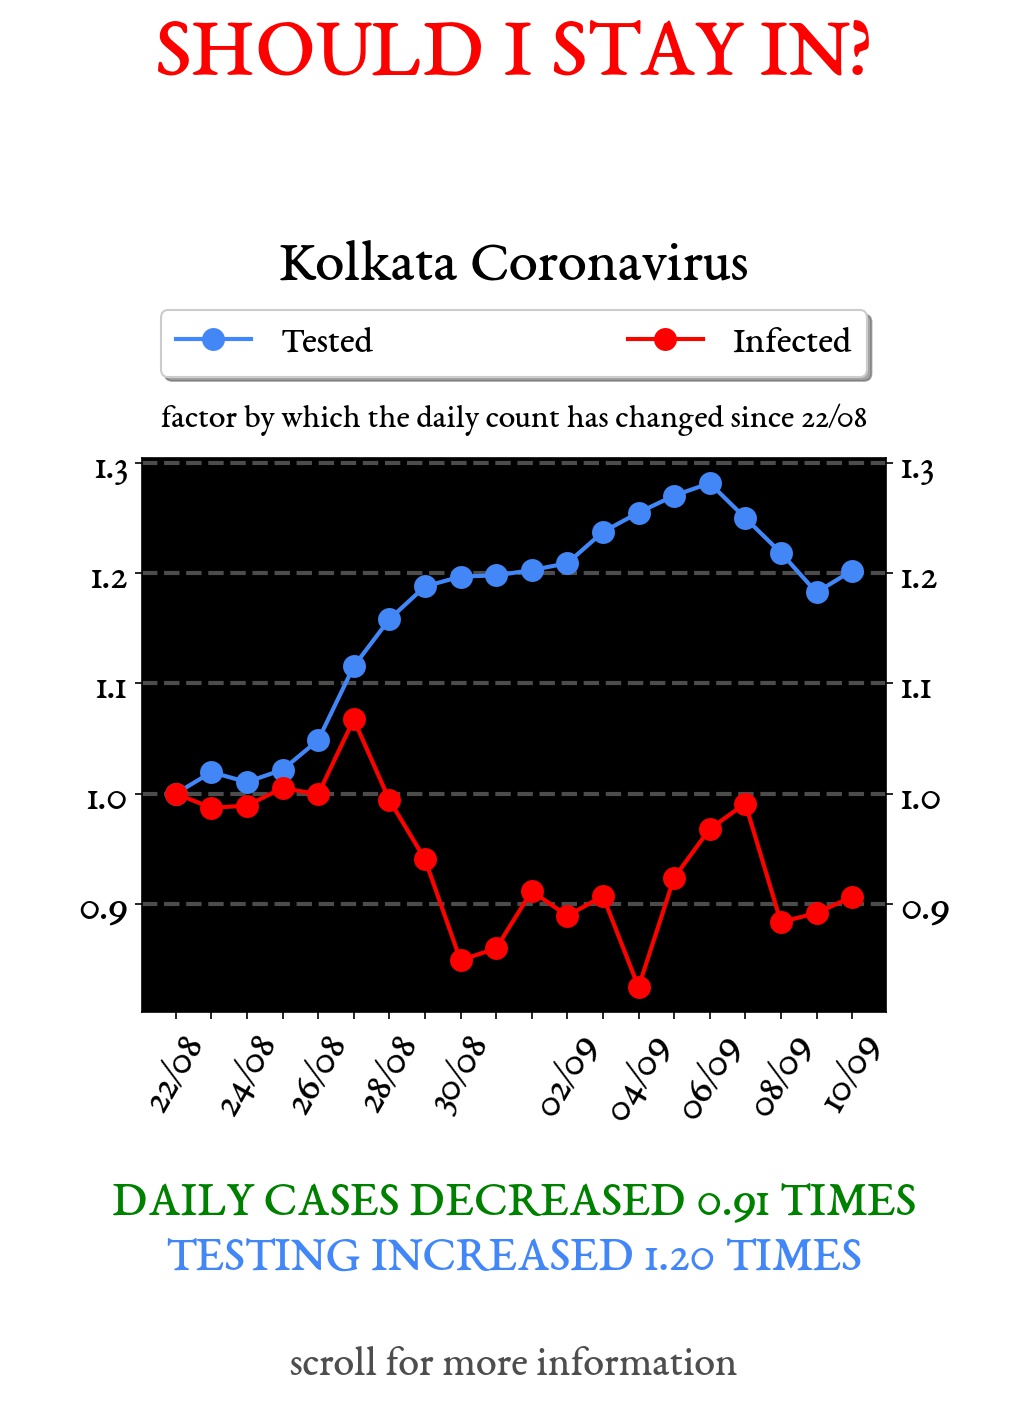 SHOULD I STAY IN?
Kolkata Coronavirus
Tested Infected
factor by which the daily count has changed since 22/08
1.3 1.3
1.2 1.2
1.1 1.1
1.0 1.0
0.9 0.9
22/08 24/08 26/08 28/08 30/08 02/09 04/09 06/09 08/09 10/09
DAILY CASES DECREASED 0.91 TIMES
TESTING INCREASED 1.20 TIMES
scroll for more information